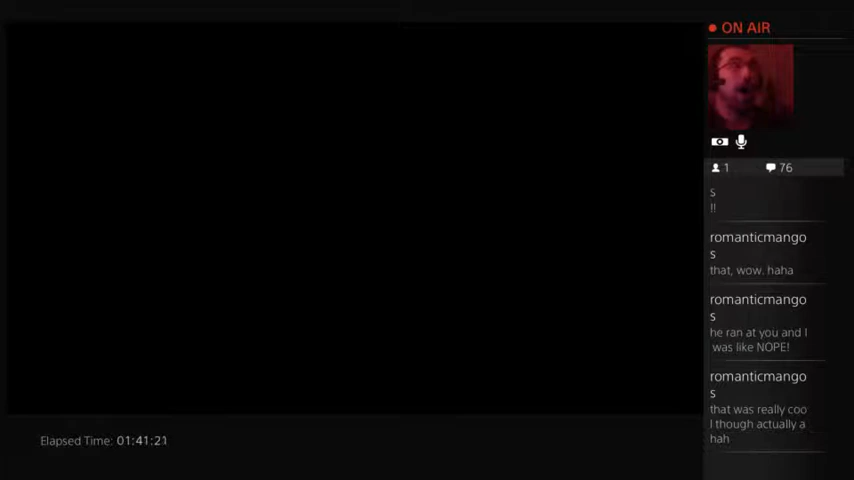 ON AIR
1 76
s
!!
romanticmango
s
that, wow. haha
romanticmango
s
he ran at you and I
was like NOPE!
romanticmango
s
that was really coo
l though actually a
hah
Elapsed Time: 01:41:21